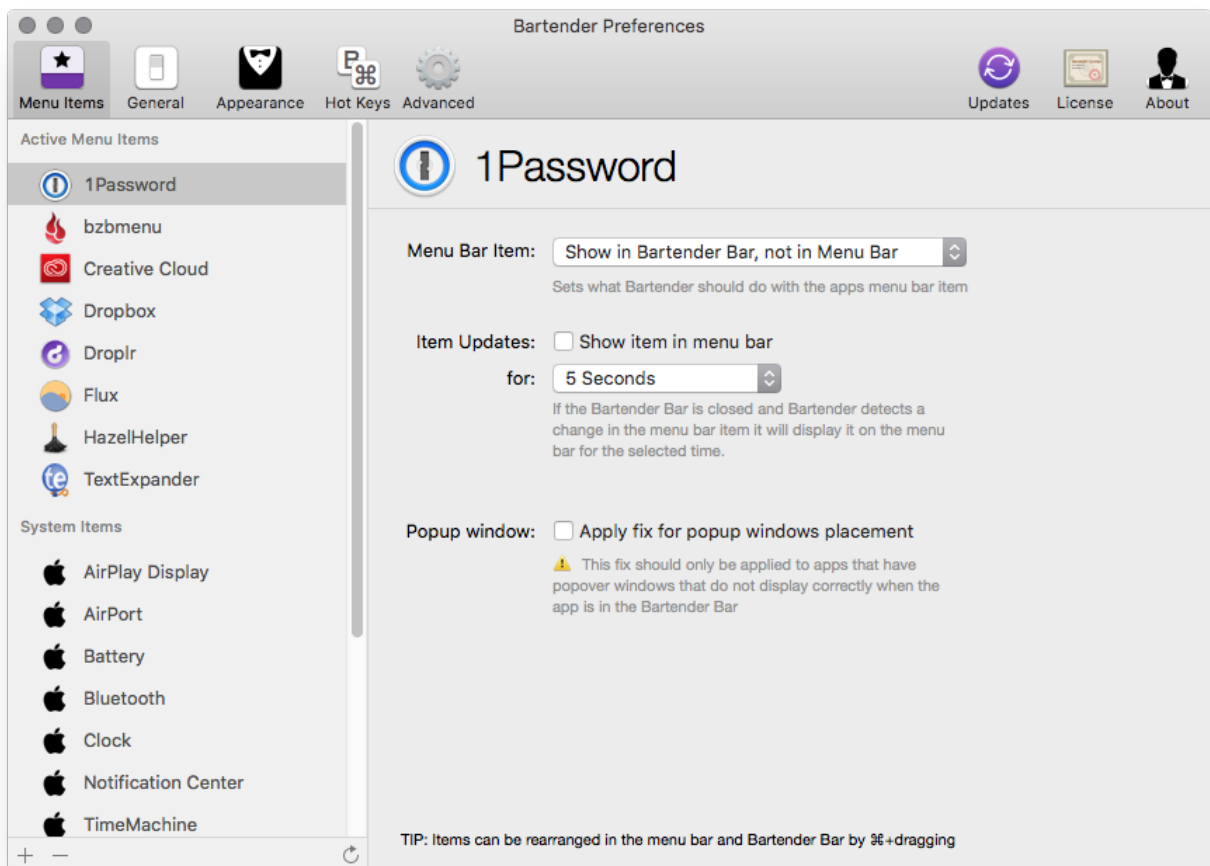 Bartender Preferences
Menu Items
General
Appearance
Hot Keys
Advanced
Updates
License
About
Active Menu Items
1Password
bzbmenu
Creative Cloud
Dropbox
Droplr
Flux
HazelHelper
TextExpander
System Items
AirPlay Display
AirPort
Battery
Bluetooth
Clock
Notification Center
TimeMachine
1Password
Menu Bar Item: Show in Bartender Bar, not in Menu Bar
Sets what Bartender should do with the apps menu bar item
Item Updates: Show item in menu bar
for: 5 Seconds
If the Bartender Bar is closed and Bartender detects a
change in the menu bar item it will display it on the menu
bar for the selected time.
Popup window: Apply fix for popup windows placement
This fix should only be applied to apps that have
popover windows that do not display correctly when the
app is in the Bartender Bar
TIP: Items can be rearranged in the menu bar and Bartender Bar by ⌘+dragging